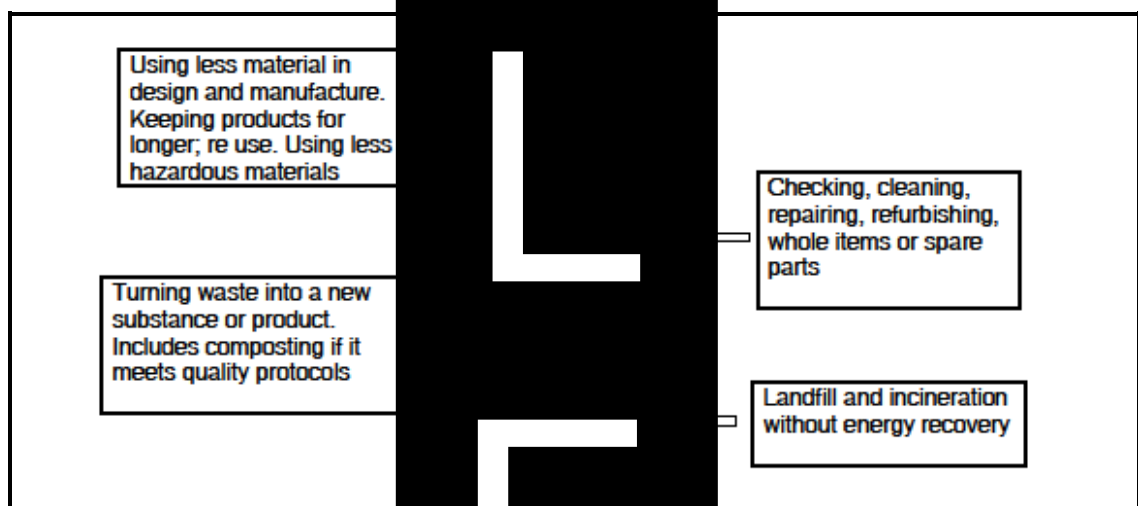 Using less material in
design and manufacture.
Keeping products for
longer; re use. Using less
hazardous materials
Checking, cleaning,
repairing, refurbishing,
whole items or spare
parts
Turning waste into a new
substance or product.
Includes composting if it
meets quality protocols
Landfill and incineration
without energy recovery